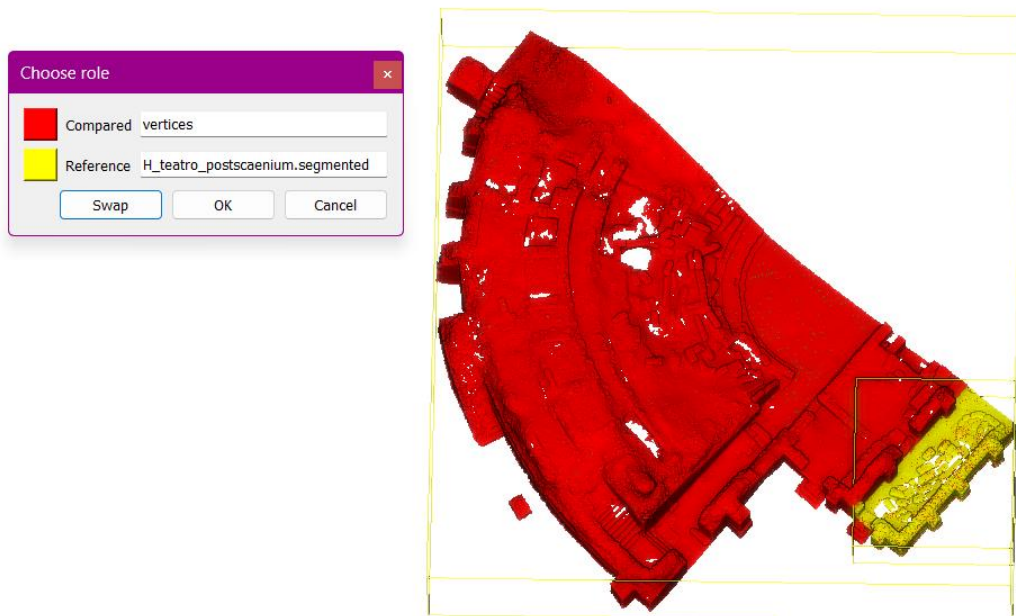 Choose role
Compared vertices
Reference H_teatro_postscaenium.segmented
Swap OK Cancel